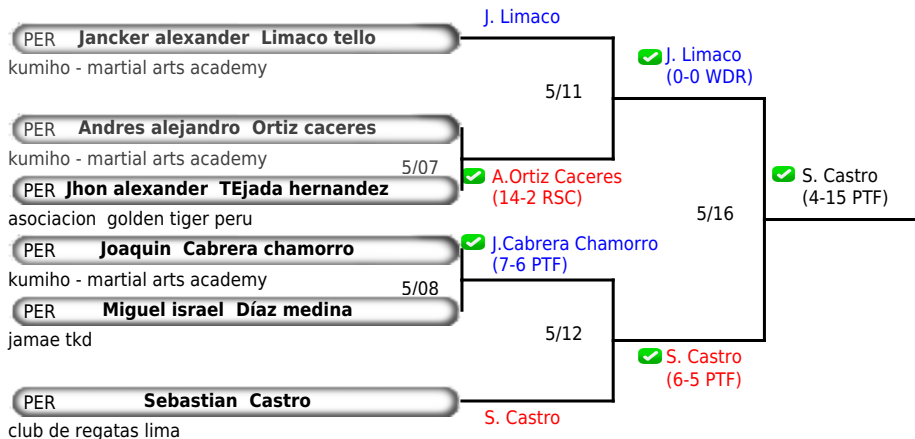 J. Limaco
PER Jancker alexander Limaco tello
kumiho - martial arts academy
J. Limaco
(0-0 WDR)
5/11
PER Andres alejandro Ortiz caceres
kumiho - martial arts academy
5/07
A.Ortiz Caceres
(14-2 RSC)
PER Jhon alexander TEjada hernandez
asociacion golden tiger peru
S. Castro
(4-15 PTF)
5/16
PER Joaquin Cabrera chamorro
kumiho - martial arts academy
J.Cabrera Chamorro
(7-6 PTF)
5/08
PER Miguel israel Díaz medina
jamae tkd
5/12
S. Castro
(6-5 PTF)
PER Sebastian Castro
club de regatas lima
S. Castro